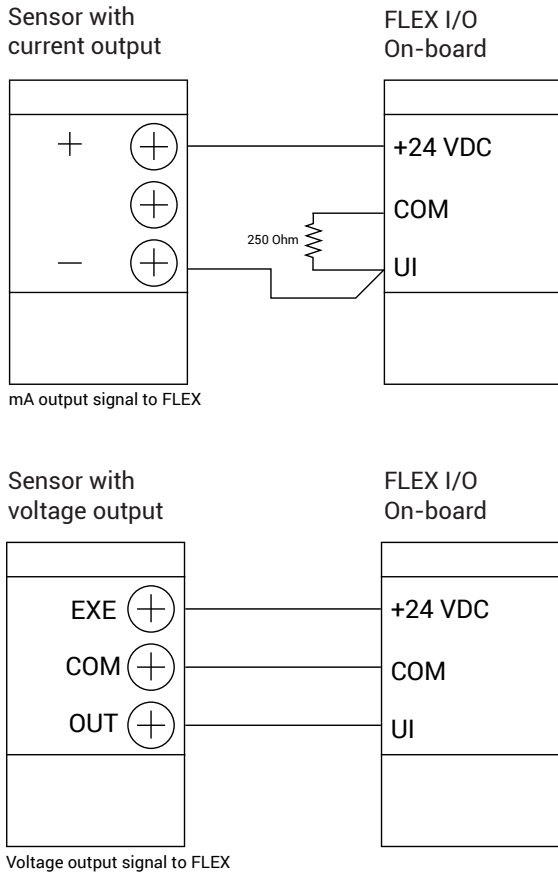 Sensor with
current output
FLEX I/O
On-board
+
+24 VDC
COM
250 Ohm
–
UI
mA output signal to FLEX
Sensor with
voltage output
FLEX I/O
On-board
EXE
+24 VDC
COM
COM
OUT
UI
Voltage output signal to FLEX